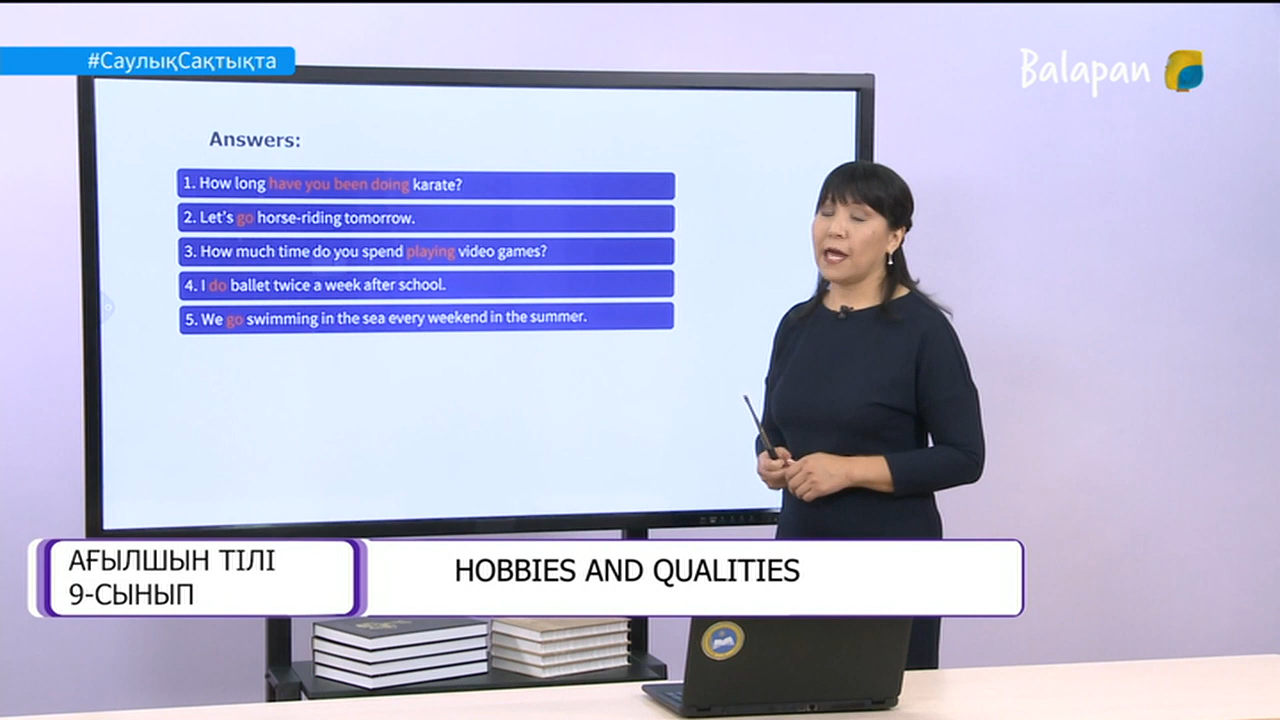 #СаулықСақтықта
Balapan
Answers:
1. How long have you been doing karate?
2. Let's go horse-riding tomorrow.
3. How much time do you spend playing video games?
4. I do ballet twice a week after school.
5. We go swimming in the sea every weekend in the summer.
АҒЫЛШЫН ТІЛІ
9-СЫНЫП
HOBBIES AND QUALITIES